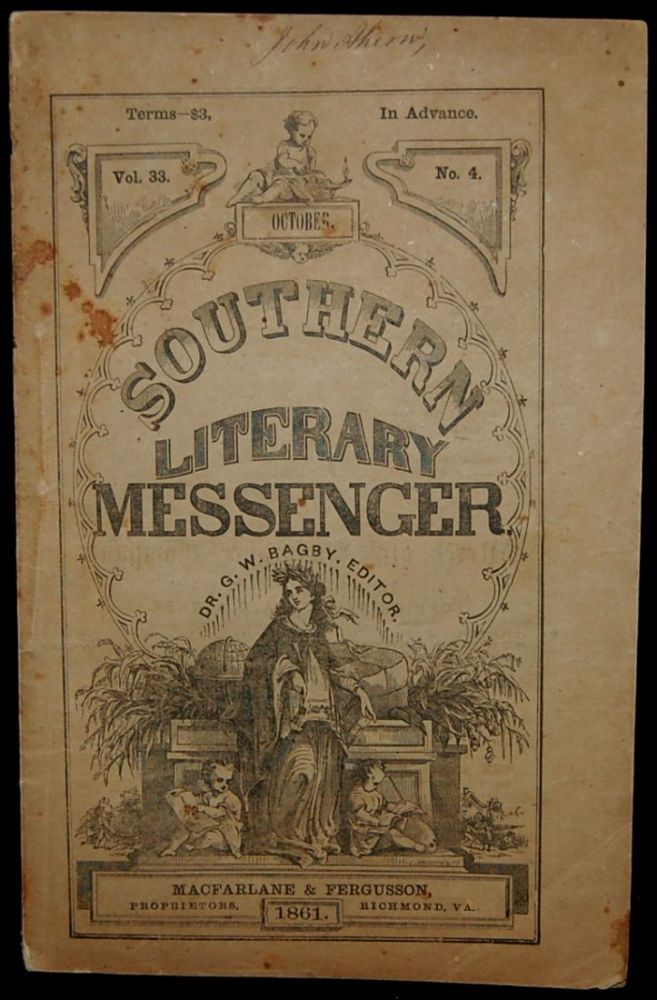 John
Terms—$3,
In Advance.
Vol. 33.
No. 4.
OCTOBER,
SOUTHERN
LITERARY
MESSENGER.
DR. G. W. BAGBY, EDITOR.
MACFARLANE & FERGUSSON,
PROPRIETORS,
1861.
RICHMOND, VA.